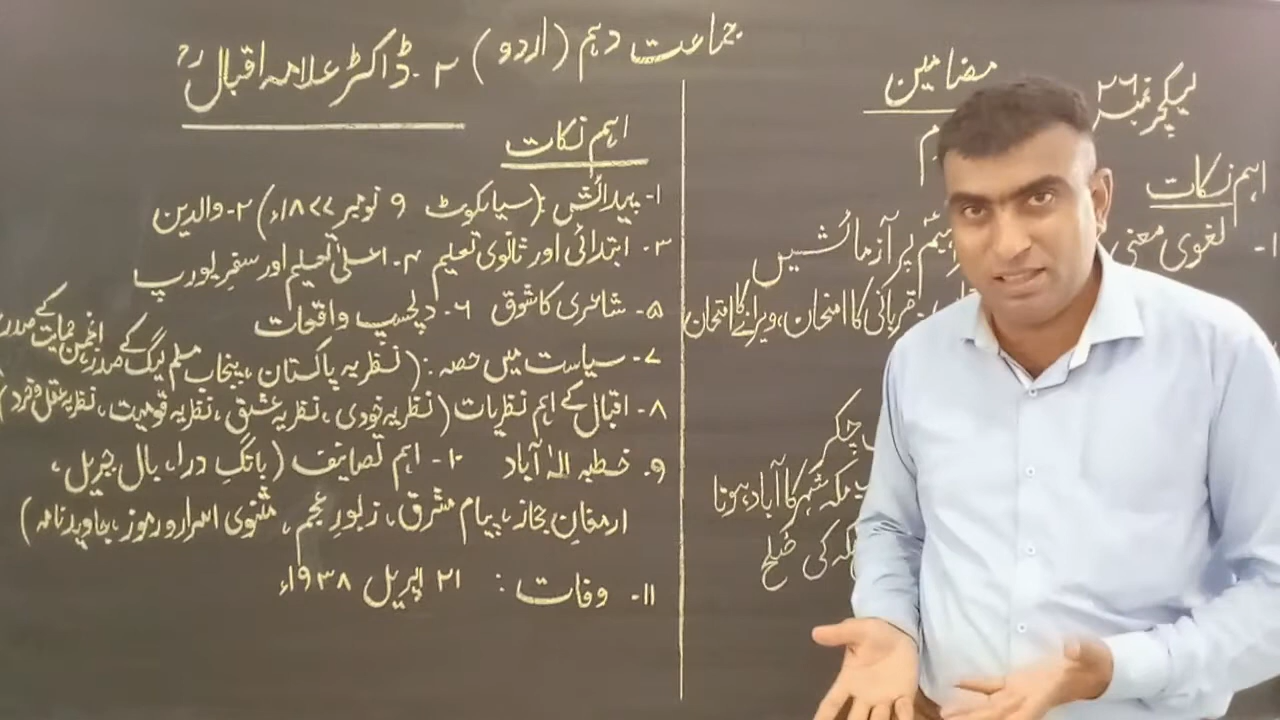 جماعت دہم (اردو)
لیکچر نمبر ۲۶
مضامین
اہم نکات
۱- لغوی معنی
پر آزمائشیں
قربانی کا امتحان، ویرانے کا امتحان
چکر
مکہ شہر کا آباد ہونا
مکہ کی
۲- ڈاکٹر علامہ اقبالؒ
اہم نکات
۱- پیدائش: (سیالکوٹ ۹ نومبر ۱۸۷۷ء) ۲- والدین
۳- ابتدائی اور ثانوی تعلیم ۴- اعلیٰ تعلیم اور سفرِ یورپ
۵- شاعری کا شوق ۶- دلچسپ واقعات
۷- سیاست میں حصہ: (نظریہ پاکستان، پنجاب مسلم لیگ کے صدر، انجمن حمایت کے صدر
۸- اقبال کے اہم نظریات (نظریہ خودی، نظریہ عشق، نظریہ قومیت، نظریہ عقل و خرد)
۹- خطبہ الہٰ آباد ۱۰- اہم تصانیف (بانگِ درا، بال جبریل،
ارمغانِ حجاز، پیام مشرق، زبورِ عجم، مثنوی اسرار و رموز، جاوید نامہ)
۱۱- وفات: ۲۱ اپریل ۱۹۳۸ء